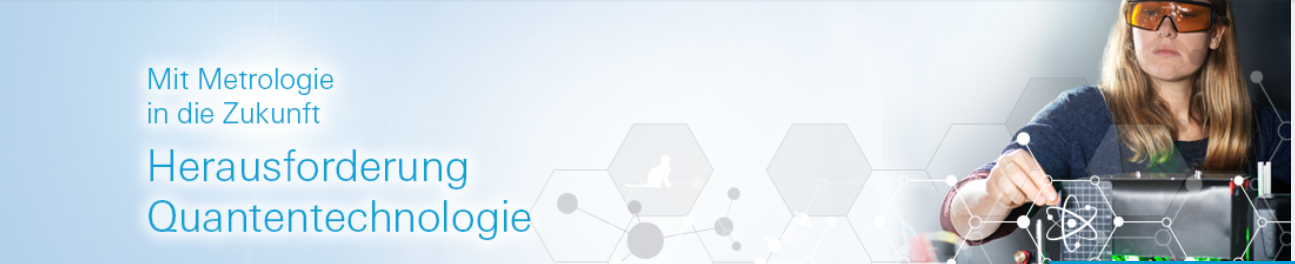 Mit Metrologie
in die Zukunft
Herausforderung
Quantentechnologie